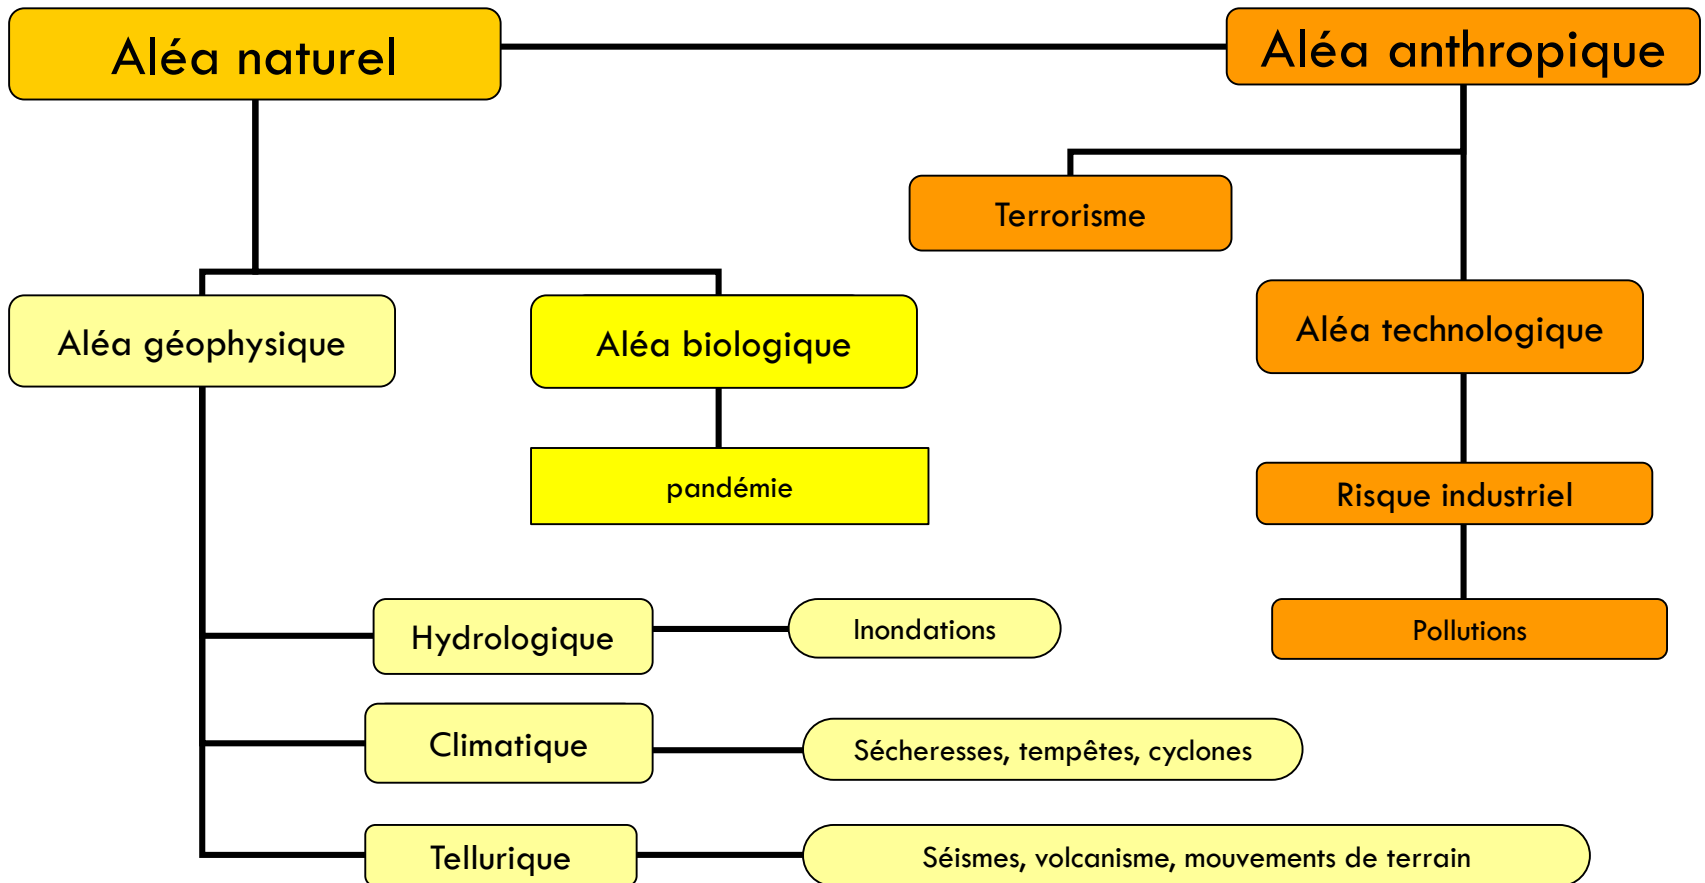 Aléa naturel
Aléa anthropique
Terrorisme
Aléa géophysique
Aléa biologique
Aléa technologique
pandémie
Risque industriel
Hydrologique
Inondations
Pollutions
Climatique
Sécheresses, tempêtes, cyclones
Tellurique
Séismes, volcanisme, mouvements de terrain